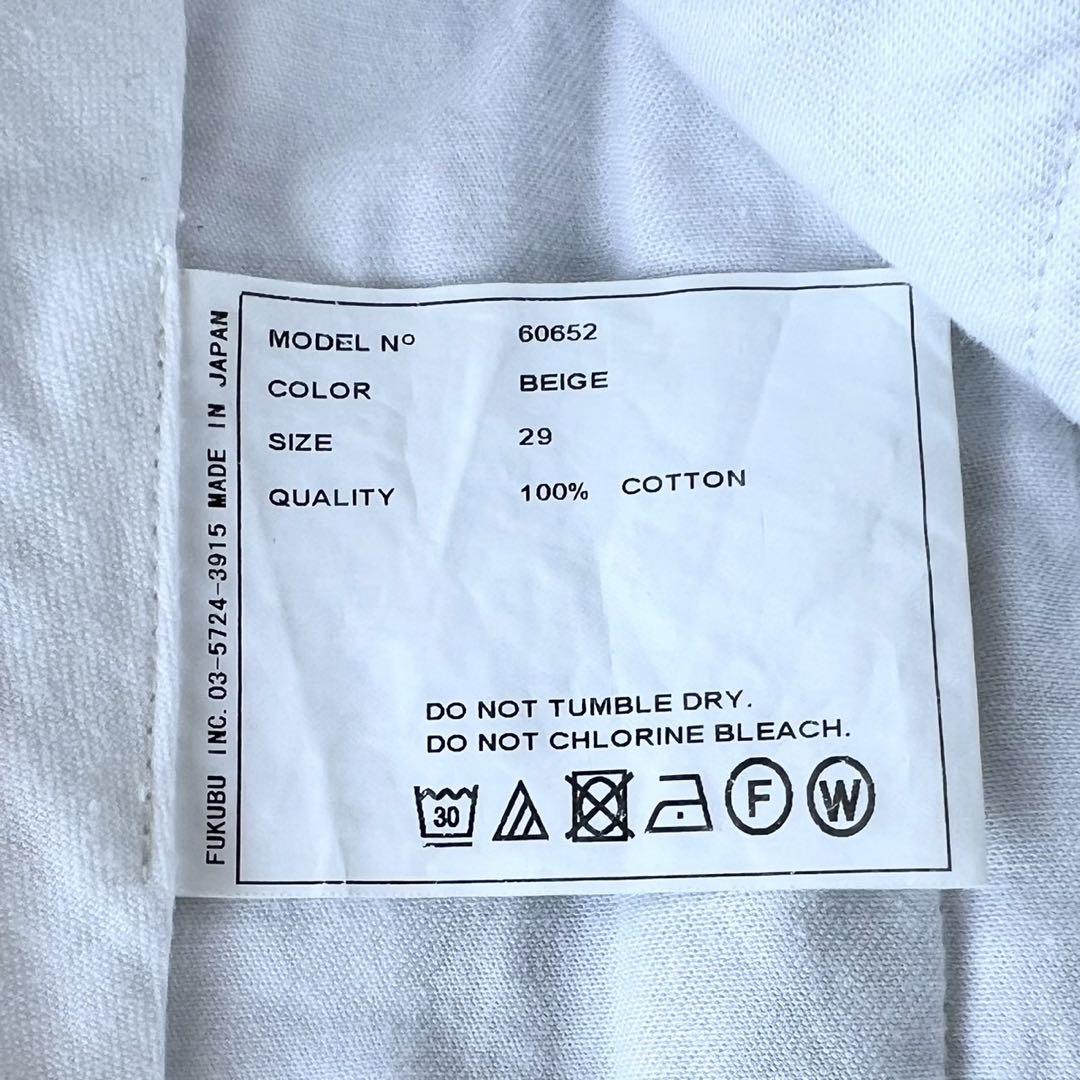 MODEL Nº 60652
COLOR BEIGE
SIZE 29
QUALITY 100% COTTON
DO NOT TUMBLE DRY.
DO NOT CHLORINE BLEACH.
30 F W
FUKUBU INC. 03-5724-3915 MADE IN JAPAN